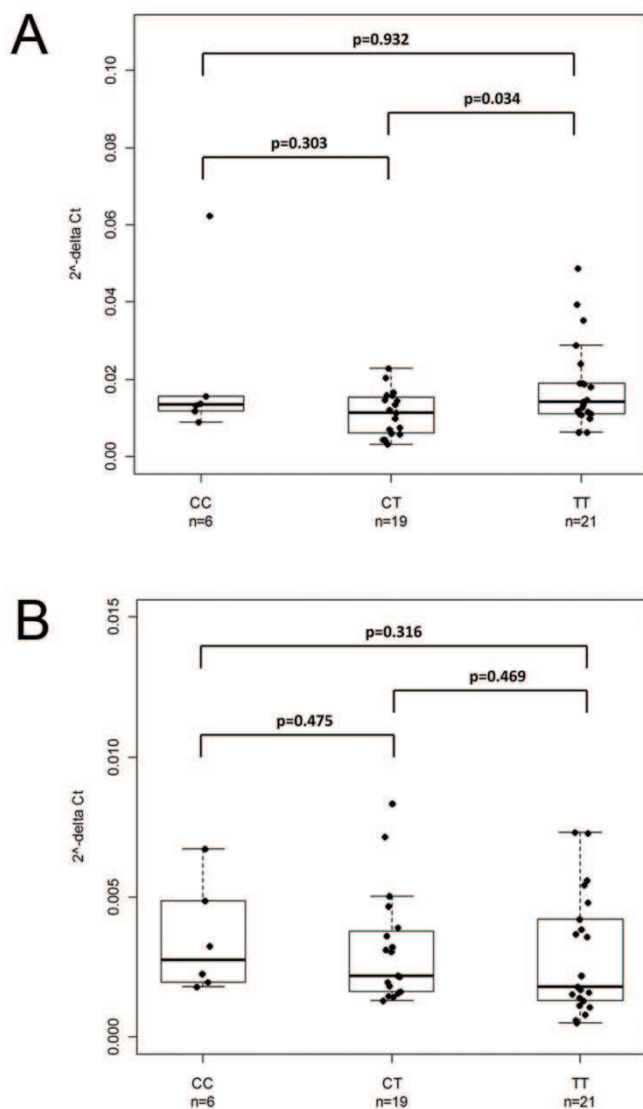 A
p=0.932
p=0.034
p=0.303
2^-delta Ct
0.10
0.08
0.06
0.04
0.02
0.00
CC CT TT
n=6 n=19 n=21
B
p=0.316
p=0.469
p=0.475
2^-delta Ct
0.015
0.010
0.005
0.000
CC CT TT
n=6 n=19 n=21